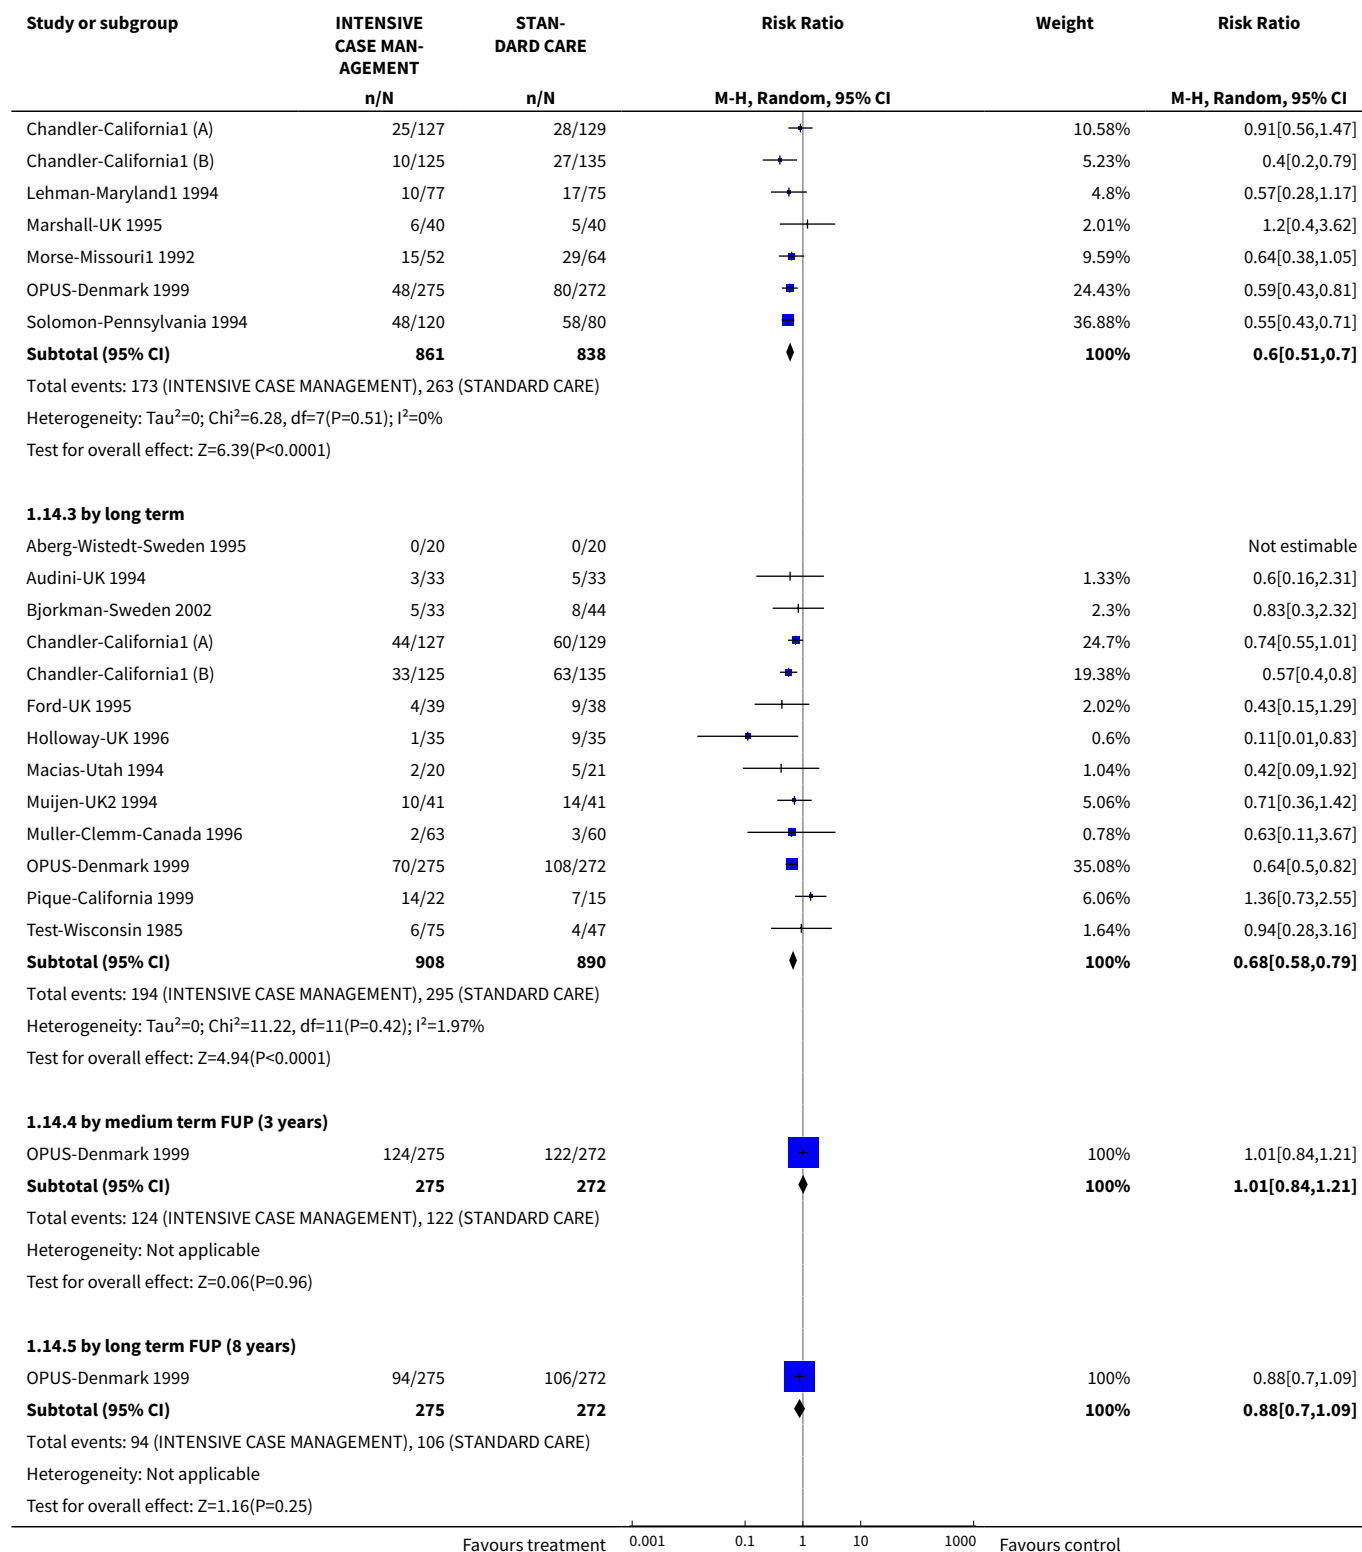 Study or subgroup INTENSIVE CASE MAN-AGEMENT STAN-DARD CARE Risk Ratio Weight Risk Ratio
n/N n/N M-H, Random, 95% CI M-H, Random, 95% CI
Chandler-California1 (A) 25/127 28/129 10.58% 0.91[0.56,1.47]
Chandler-California1 (B) 10/125 27/135 5.23% 0.4[0.2,0.79]
Lehman-Maryland1 1994 10/77 17/75 4.8% 0.57[0.28,1.17]
Marshall-UK 1995 6/40 5/40 2.01% 1.2[0.4,3.62]
Morse-Missouri1 1992 15/52 29/64 9.59% 0.64[0.38,1.05]
OPUS-Denmark 1999 48/275 80/272 24.43% 0.59[0.43,0.81]
Solomon-Pennsylvania 1994 48/120 58/80 36.88% 0.55[0.43,0.71]
Subtotal (95% CI) 861 838 100% 0.6[0.51,0.7]
Total events: 173 (INTENSIVE CASE MANAGEMENT), 263 (STANDARD CARE)
Heterogeneity: Tau²=0; Chi²=6.28, df=7(P=0.51); I²=0%
Test for overall effect: Z=6.39(P<0.0001)
1.14.3 by long term
Aberg-Wistedt-Sweden 1995 0/20 0/20 Not estimable
Audini-UK 1994 3/33 5/33 1.33% 0.6[0.16,2.31]
Bjorkman-Sweden 2002 5/33 8/44 2.3% 0.83[0.3,2.32]
Chandler-California1 (A) 44/127 60/129 24.7% 0.74[0.55,1.01]
Chandler-California1 (B) 33/125 63/135 19.38% 0.57[0.4,0.8]
Ford-UK 1995 4/39 9/38 2.02% 0.43[0.15,1.29]
Holloway-UK 1996 1/35 9/35 0.6% 0.11[0.01,0.83]
Macias-Utah 1994 2/20 5/21 1.04% 0.42[0.09,1.92]
Muijen-UK2 1994 10/41 14/41 5.06% 0.71[0.36,1.42]
Muller-Clemm-Canada 1996 2/63 3/60 0.78% 0.63[0.11,3.67]
OPUS-Denmark 1999 70/275 108/272 35.08% 0.64[0.5,0.82]
Pique-California 1999 14/22 7/15 6.06% 1.36[0.73,2.55]
Test-Wisconsin 1985 6/75 4/47 1.64% 0.94[0.28,3.16]
Subtotal (95% CI) 908 890 100% 0.68[0.58,0.79]
Total events: 194 (INTENSIVE CASE MANAGEMENT), 295 (STANDARD CARE)
Heterogeneity: Tau²=0; Chi²=11.22, df=11(P=0.42); I²=1.97%
Test for overall effect: Z=4.94(P<0.0001)
1.14.4 by medium term FUP (3 years)
OPUS-Denmark 1999 124/275 122/272 100% 1.01[0.84,1.21]
Subtotal (95% CI) 275 272 100% 1.01[0.84,1.21]
Total events: 124 (INTENSIVE CASE MANAGEMENT), 122 (STANDARD CARE)
Heterogeneity: Not applicable
Test for overall effect: Z=0.06(P=0.96)
1.14.5 by long term FUP (8 years)
OPUS-Denmark 1999 94/275 106/272 100% 0.88[0.7,1.09]
Subtotal (95% CI) 275 272 100% 0.88[0.7,1.09]
Total events: 94 (INTENSIVE CASE MANAGEMENT), 106 (STANDARD CARE)
Heterogeneity: Not applicable
Test for overall effect: Z=1.16(P=0.25)
Favours treatment 0.001 0.1 1 10 1000 Favours control